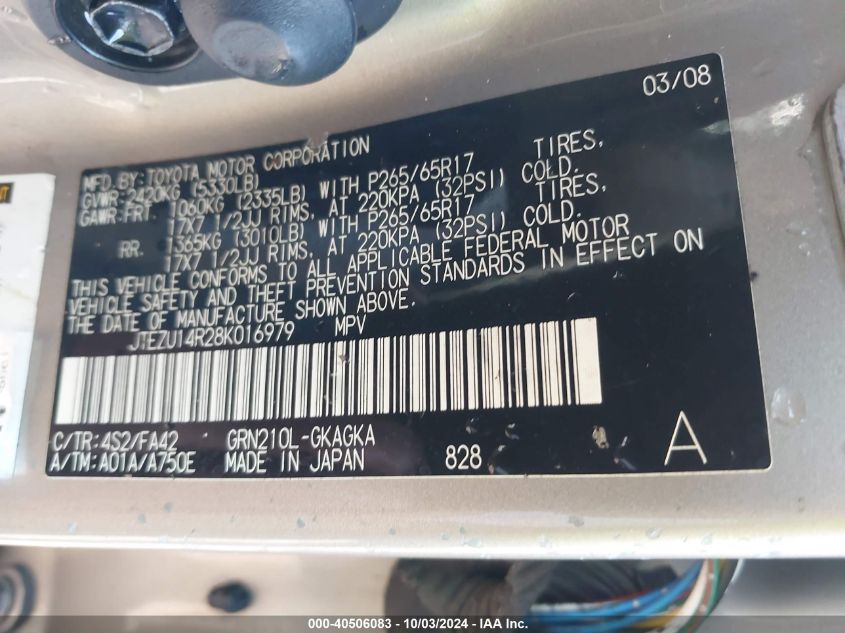 03/08
MFD.BY:TOYOTA MOTOR CORPORATION
GVWR-2420KG (5330LB)
GAWR:FRT. 1060KG (2335LB) WITH P265/65R17 TIRES,
17X7 1/2JJ RIMS, AT 220KPA (32PSI) COLD.
RR. 1365KG (3010LB) WITH P265/65R17 TIRES,
17X7 1/2JJ RIMS, AT 220KPA (32PSI) COLD.
THIS VEHICLE CONFORMS TO ALL APPLICABLE FEDERAL MOTOR
VEHICLE SAFETY AND THEFT PREVENTION STANDARDS IN EFFECT ON
THE DATE OF MANUFACTURE SHOWN ABOVE.
JTEZU14R28K016979 MPV
C/TR:4S2/FA42 GRN210L-GKAGKA
A/TM:A01A/A750E MADE IN JAPAN 828 A
000-40506083 - 10/03/2024 - IAA Inc.